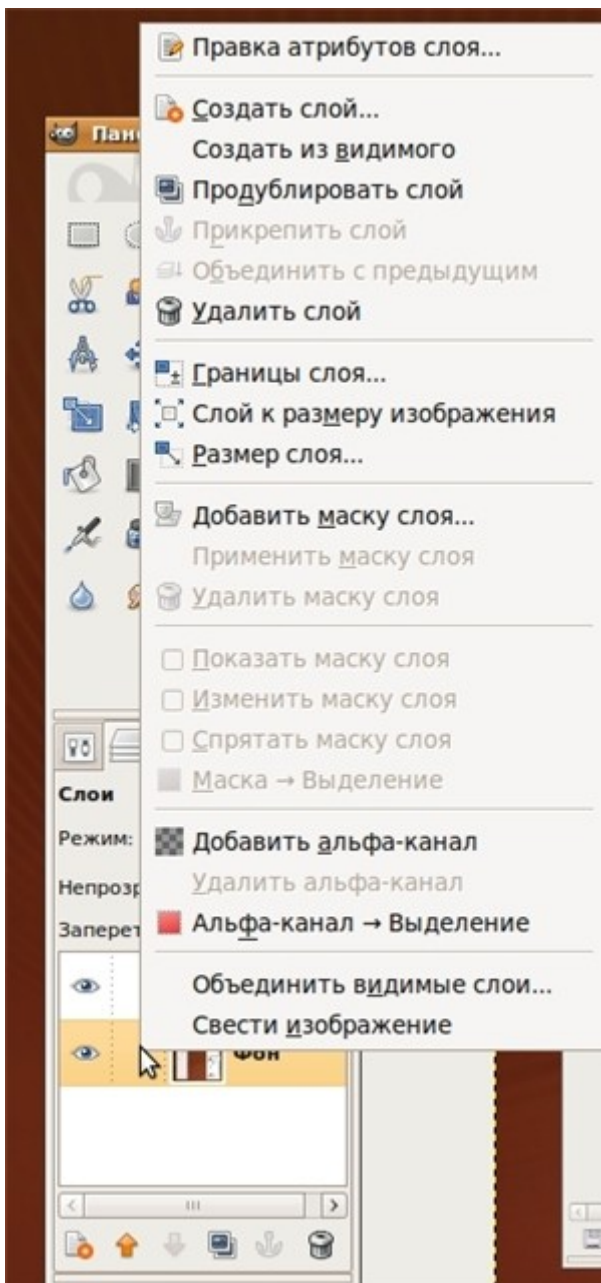 Правка атрибутов слоя...
Создать слой...
Создать из видимого
Продублировать слой
Прикрепить слой
Объединить с предыдущим
Удалить слой
Границы слоя...
Слой к размеру изображения
Размер слоя...
Добавить маску слоя...
Применить маску слоя
Удалить маску слоя
Показать маску слоя
Изменить маску слоя
Спрятать маску слоя
Маска → Выделение
Слои
Режим:
Добавить альфа-канал
Удалить альфа-канал
Альфа-канал → Выделение
Объединить видимые слои...
Свести изображение
Фон